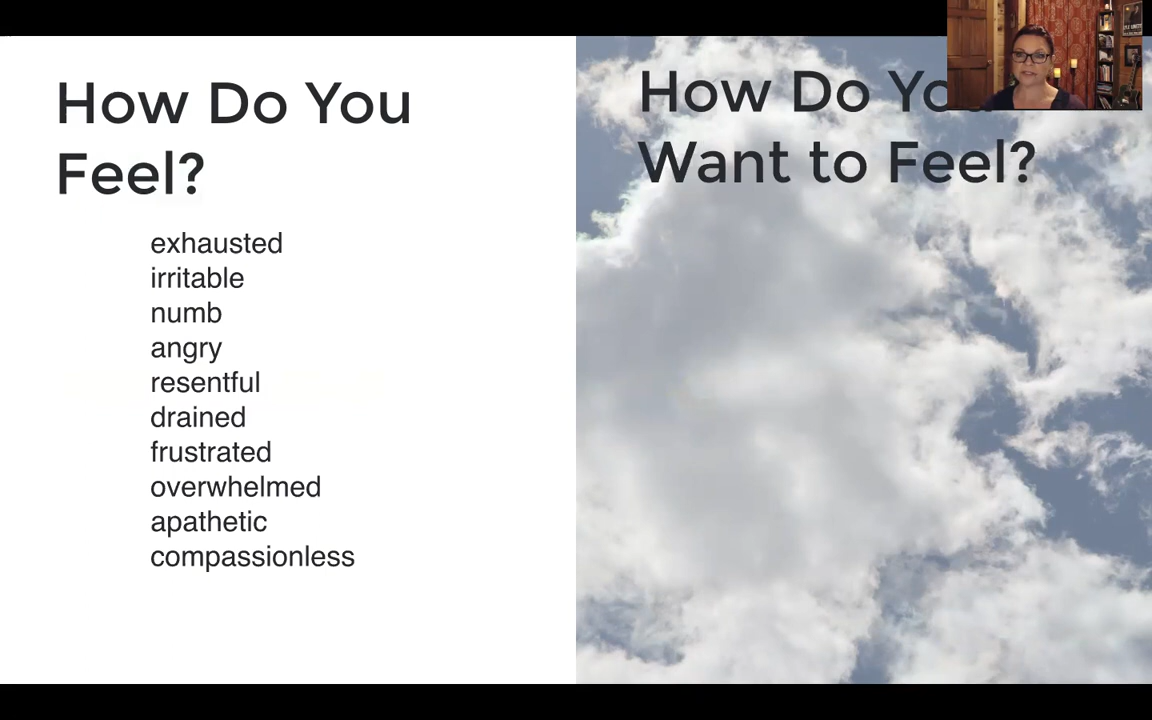 How Do You
Feel?
exhausted
irritable
numb
angry
resentful
drained
frustrated
overwhelmed
apathetic
compassionless
How Do
Want to Feel?